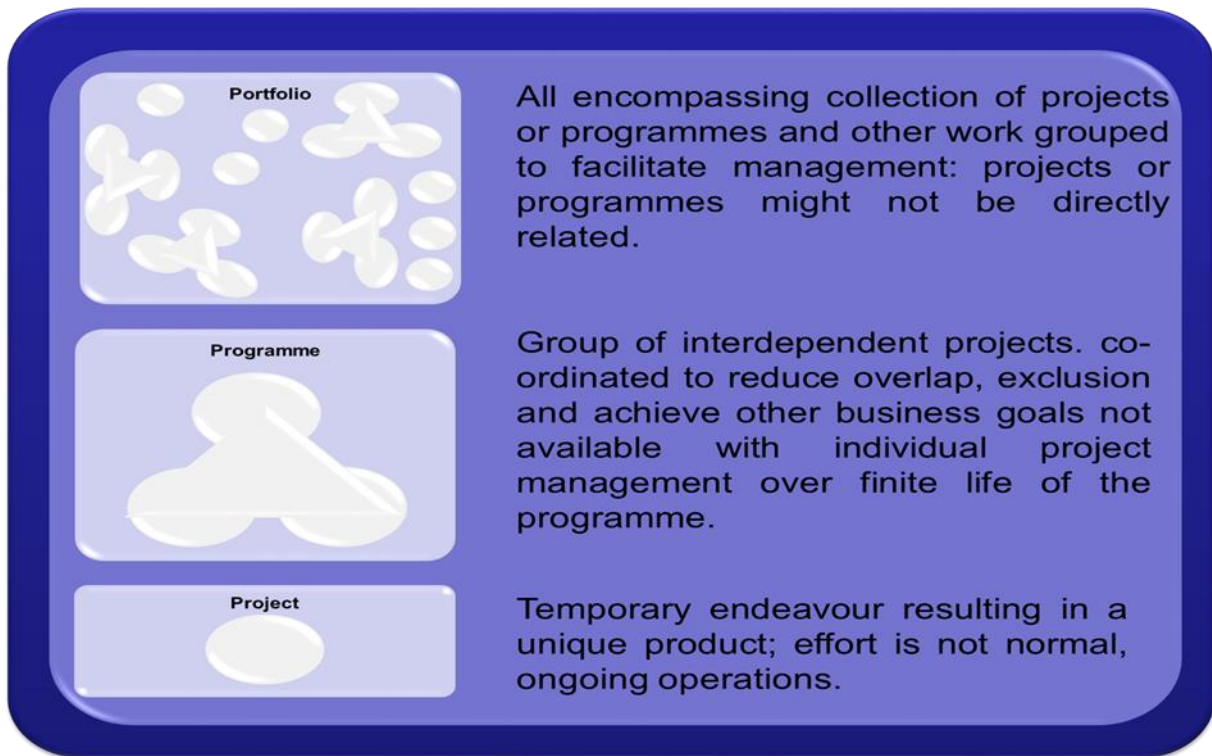 Portfolio
All encompassing collection of projects
or programmes and other work grouped
to facilitate management: projects or
programmes might not be directly
related.
Programme
Group of interdependent projects. co-
ordinated to reduce overlap, exclusion
and achieve other business goals not
available with individual project
management over finite life of the
programme.
Project
Temporary endeavour resulting in a
unique product; effort is not normal,
ongoing operations.